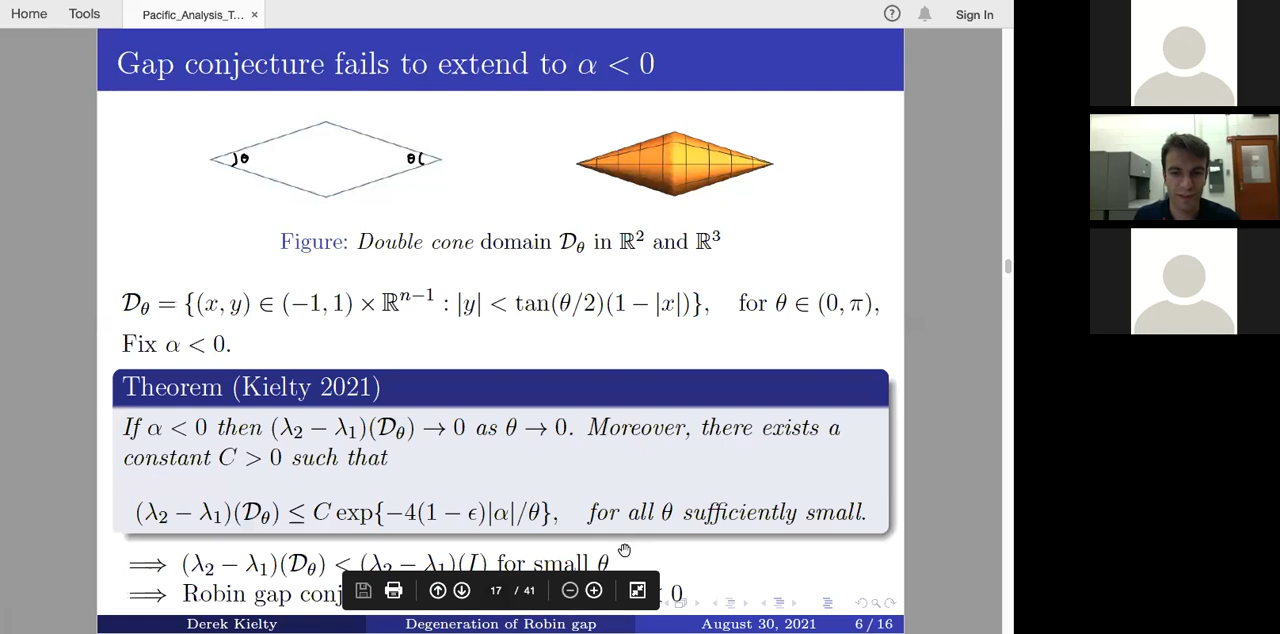 Home Tools Pacific_Analysis_T... × Sign In
Gap conjecture fails to extend to α < 0
θ θ
Figure: Double cone domain 𝒟_θ in ℝ² and ℝ³
𝒟_θ = {(x, y) ∈ (−1, 1) × ℝⁿ⁻¹ : |y| < tan(θ/2)(1 − |x|)}, for θ ∈ (0, π),
Fix α < 0.
Theorem (Kielty 2021)
If α < 0 then (λ₂ − λ₁)(𝒟_θ) → 0 as θ → 0. Moreover, there exists a
constant C > 0 such that
(λ₂ − λ₁)(𝒟_θ) ≤ C exp{−4(1 − ϵ)|α|/θ}, for all θ sufficiently small.
⟹ (λ₂ − λ₁)(𝒟_θ) < (λ₂ − λ₁)(I) for small θ
⟹ Robin gap 0
17 / 41
Derek Kielty Degeneration of Robin gap August 30, 2021 6 / 16